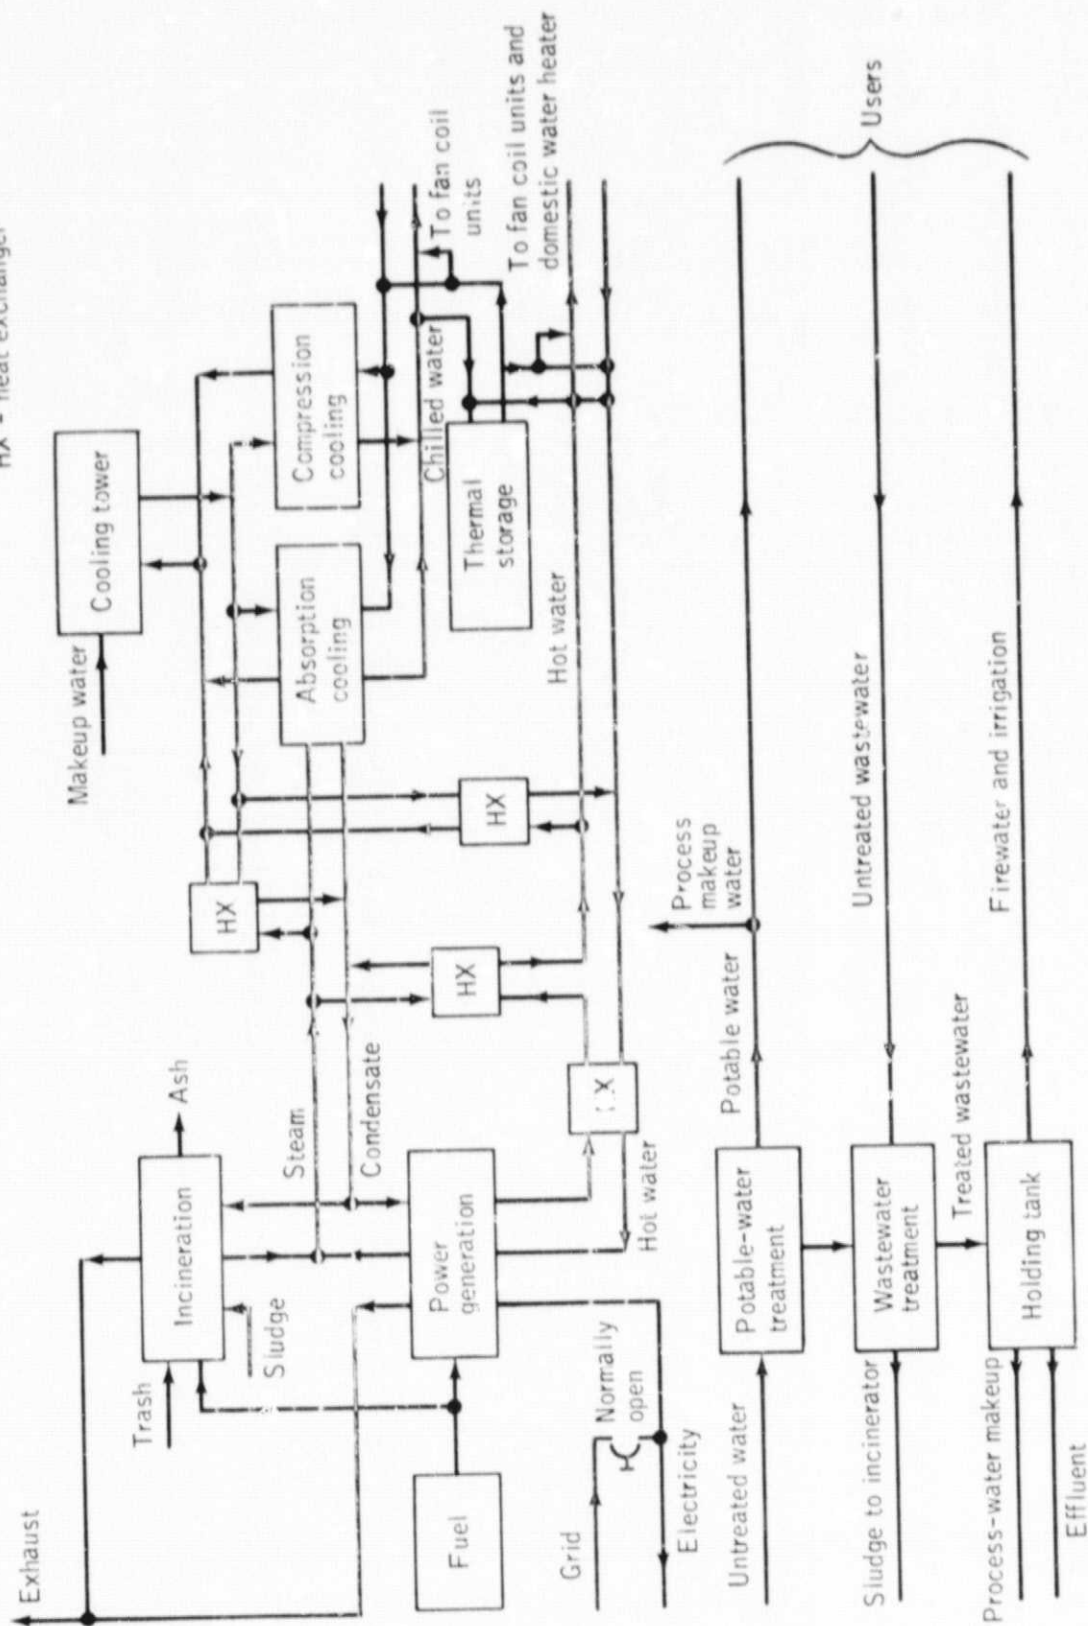 HX - heat exchanger
Exhaust
Makeup water
Cooling tower
Trash
Incineration
Ash
Sludge
Steam
Condensate
HX
HX
HX
Absorption
cooling
Compression
cooling
Chilled water
To fan coil
units
Thermal
storage
To fan coil units and
domestic water heater
Hot water
Fuel
Power
generation
Hot water
Grid
Normally
open
Electricity
Process
makeup
water
Untreated water
Potable-water
treatment
Potable water
Users
Sludge to incinerator
Wastewater
treatment
Untreated wastewater
Treated wastewater
Process-water makeup
Effluent
Holding tank
Firewater and irrigation